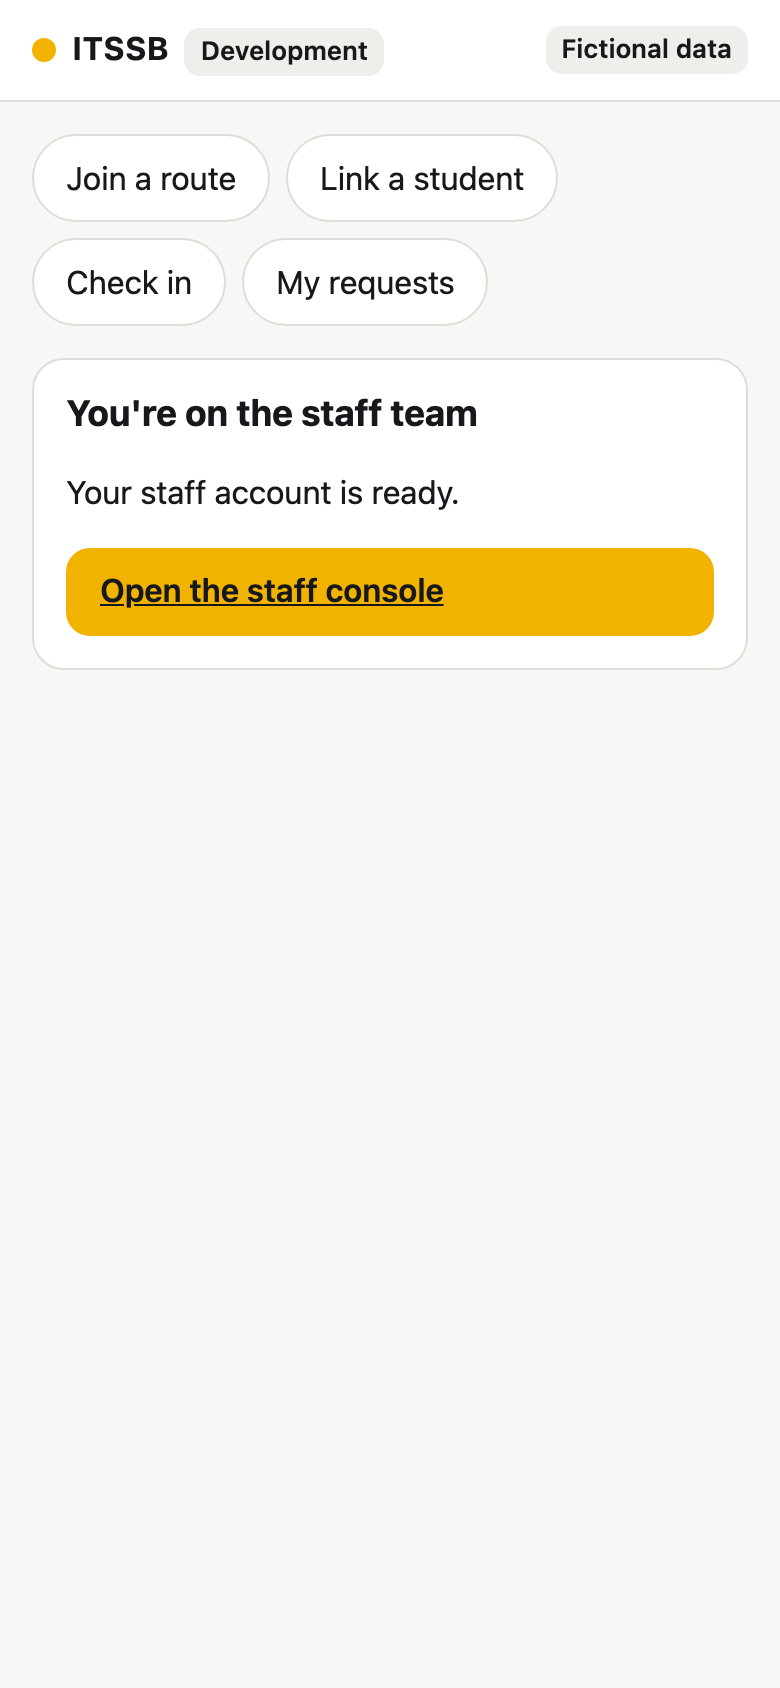 ITSSB Development Fictional data
Join a route Link a student
Check in My requests
You're on the staff team
Your staff account is ready.
Open the staff console